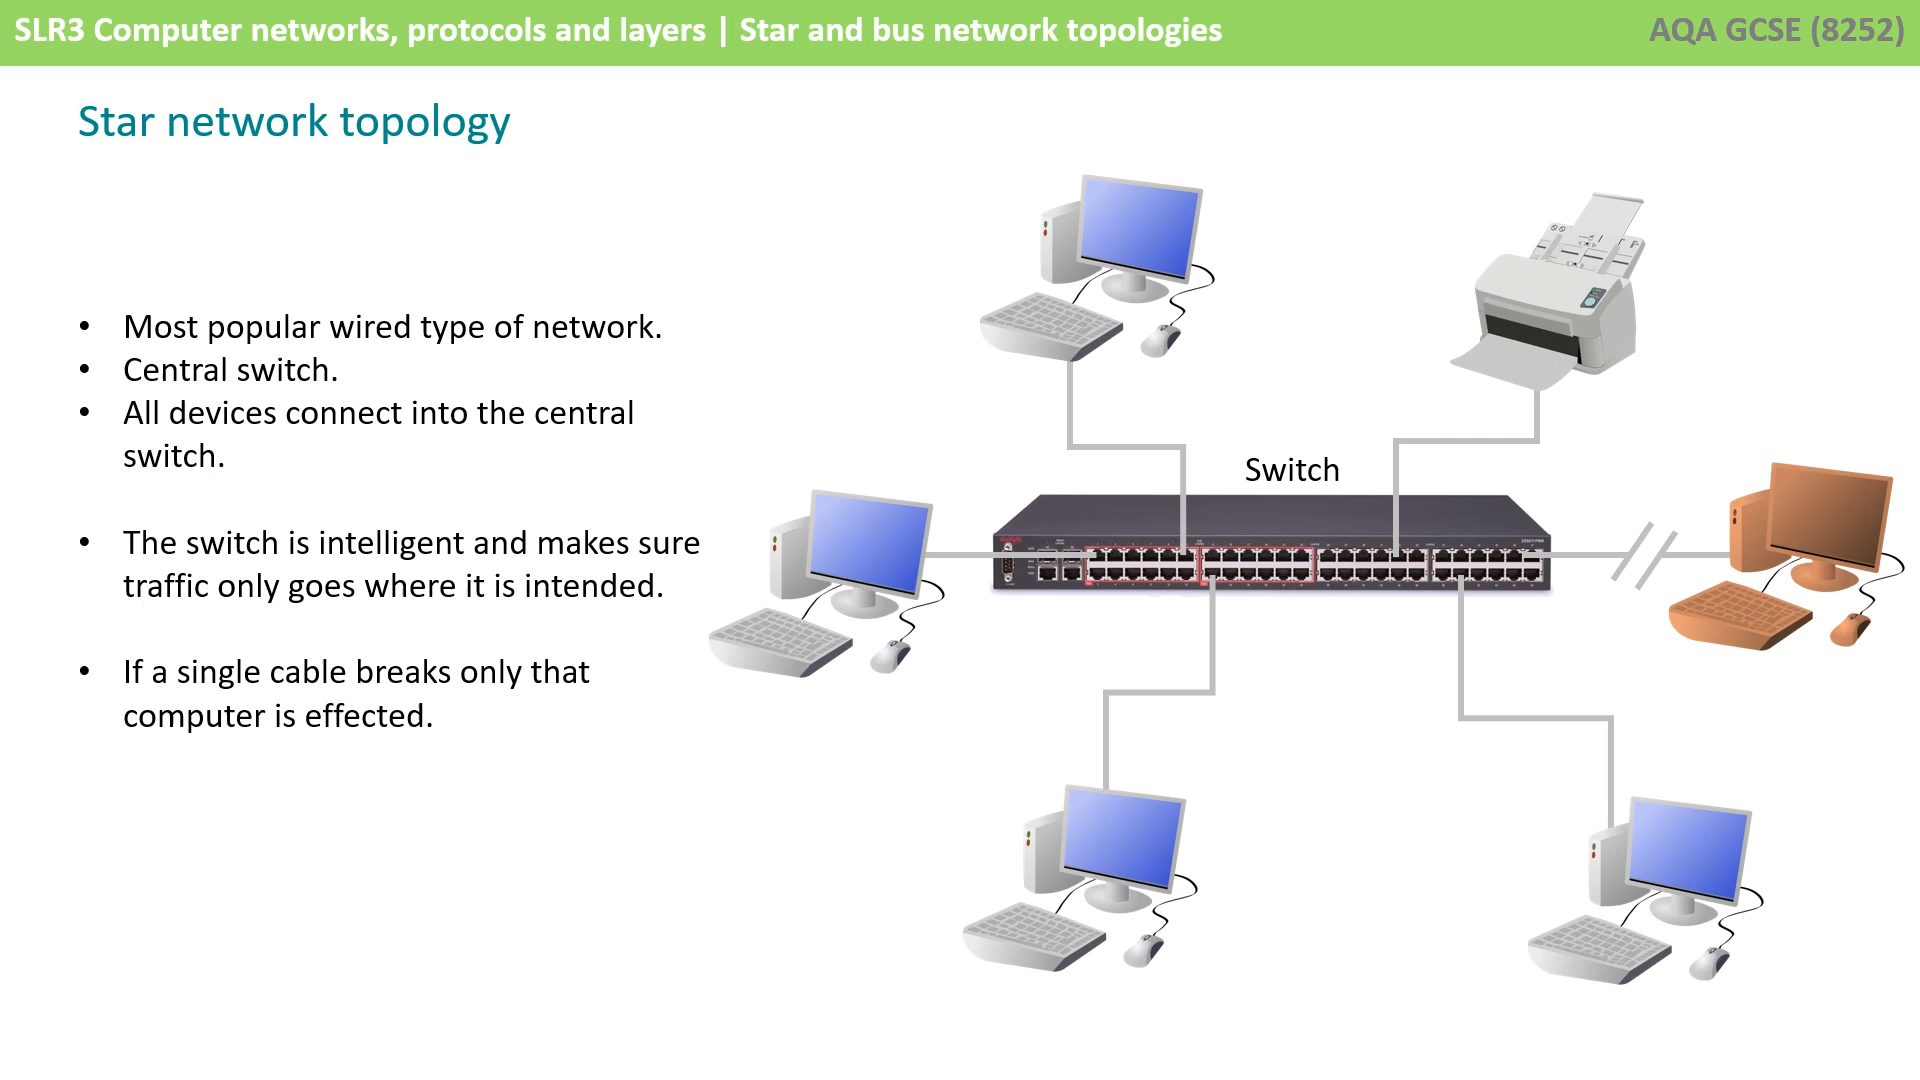 SLR3 Computer networks, protocols and layers | Star and bus network topologies
AQA GCSE (8252)
Star network topology
• Most popular wired type of network.
• Central switch.
• All devices connect into the central
switch.
• The switch is intelligent and makes sure
traffic only goes where it is intended.
• If a single cable breaks only that
computer is effected.
Switch